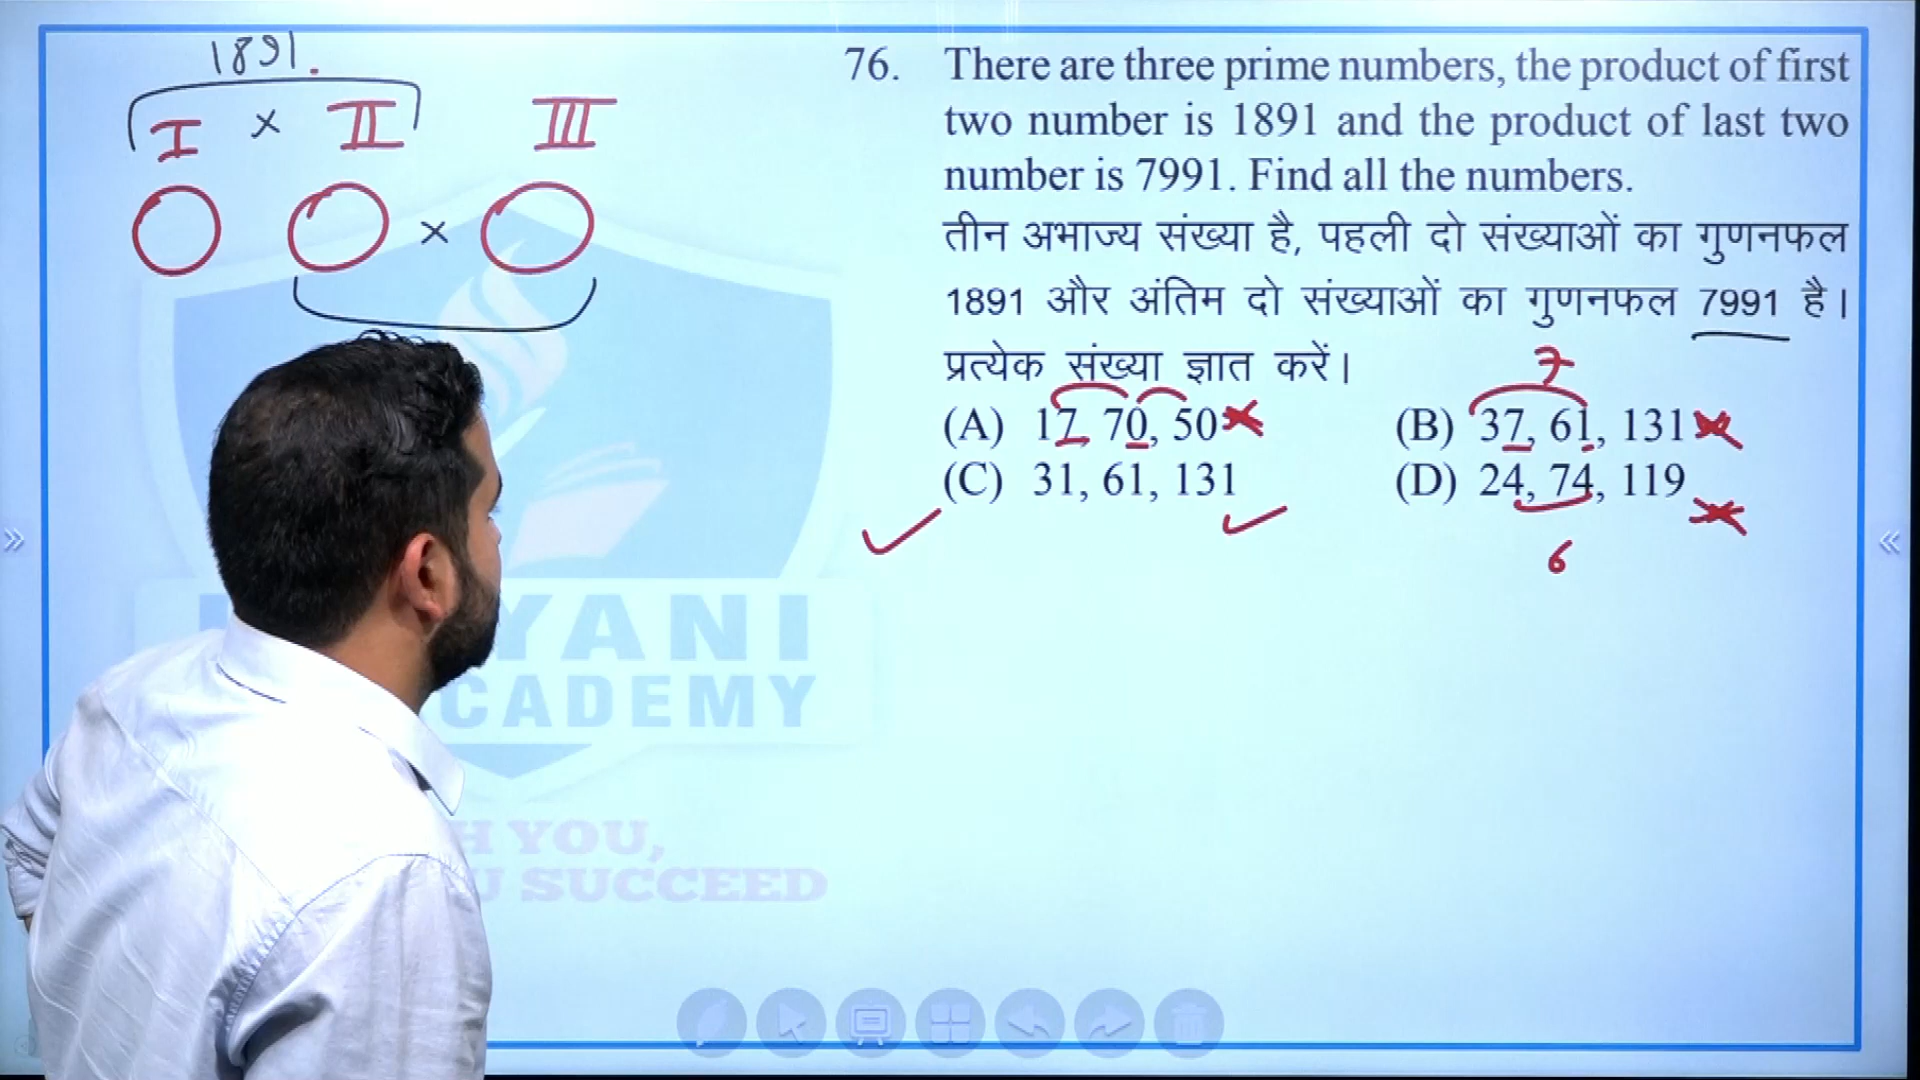 1891.
I × II III
×
76. There are three prime numbers, the product of first
two number is 1891 and the product of last two
number is 7991. Find all the numbers.
तीन अभाज्य संख्या है, पहली दो संख्याओं का गुणनफल
1891 और अंतिम दो संख्याओं का गुणनफल 7991 है।
प्रत्येक संख्या ज्ञात करें।
7
(A) 17, 70, 50 (B) 37, 61, 131
(C) 31, 61, 131 (D) 24, 74, 119
6
YANI
CADEMY
H YOU,
U SUCCEED